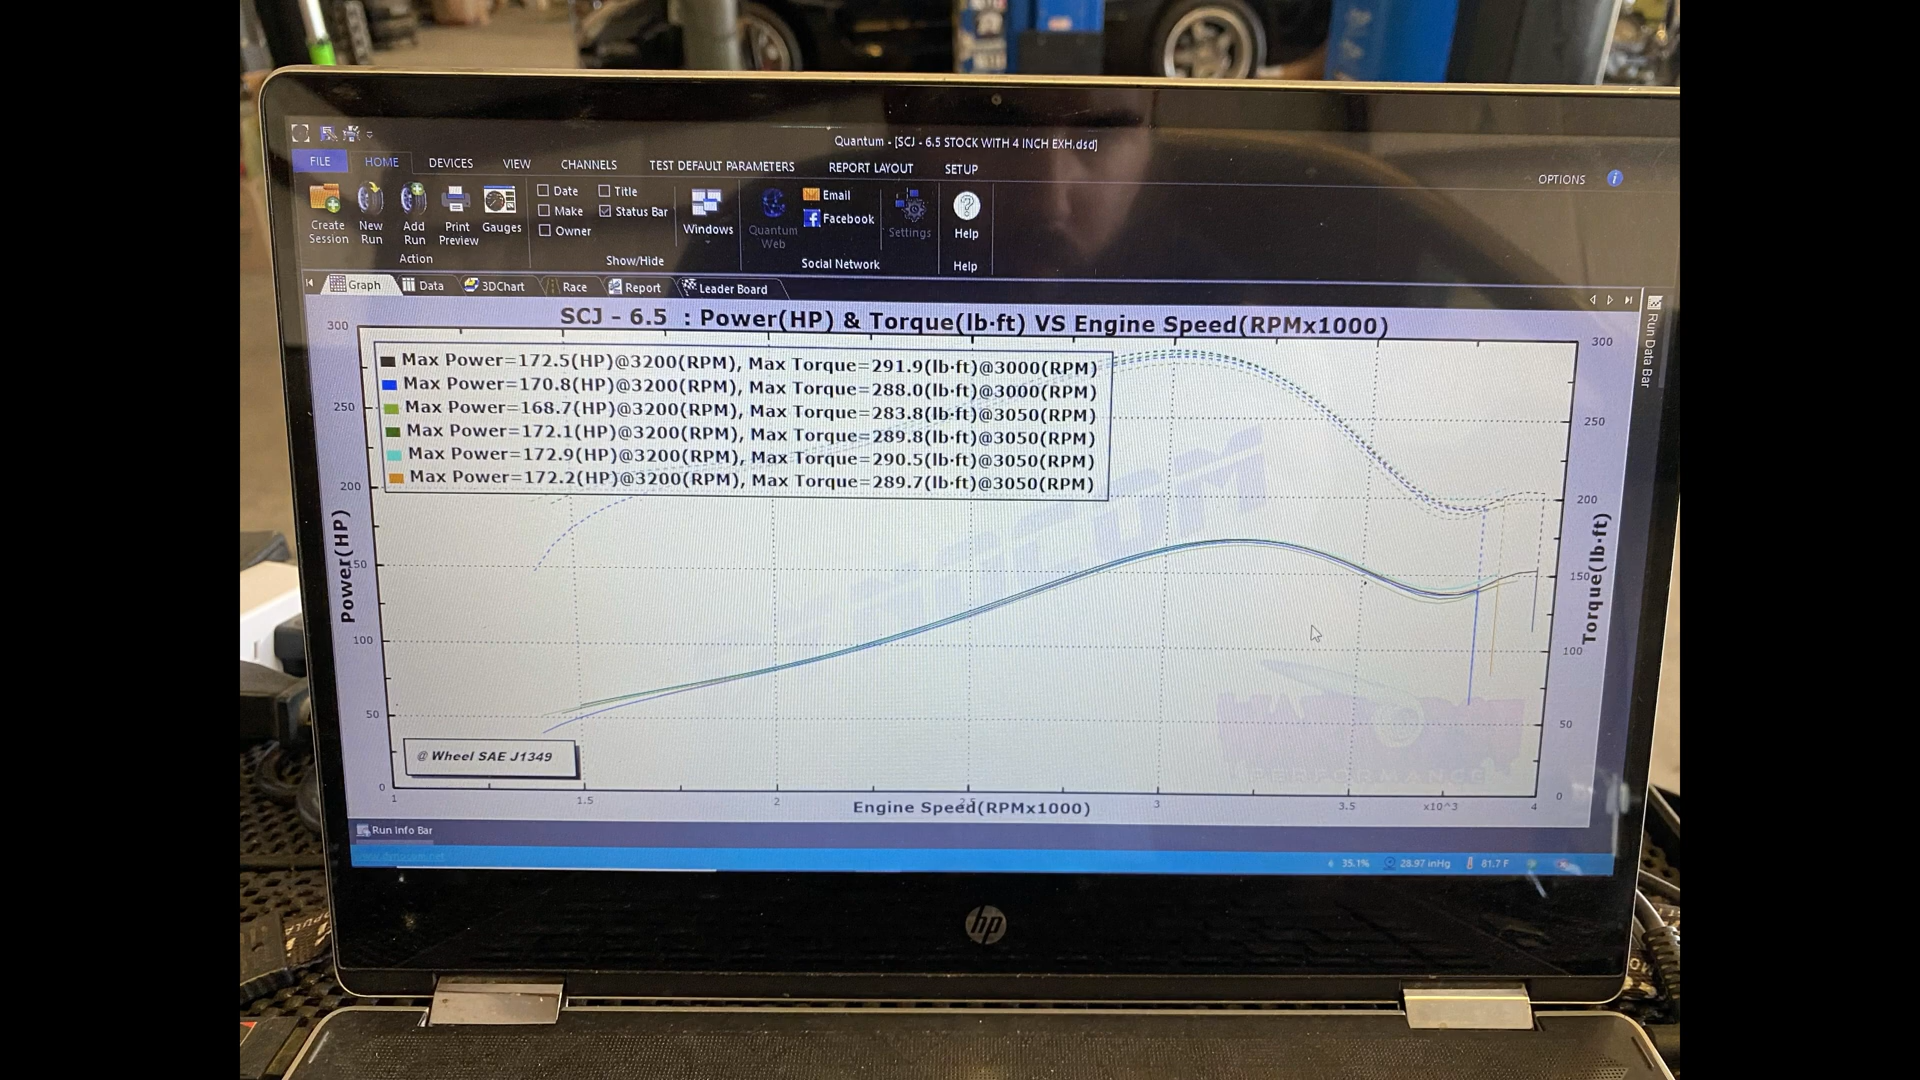 Quantum - [SCJ - 6.5 STOCK WITH 4 INCH EXH.dsd]
FILE HOME DEVICES VIEW CHANNELS TEST DEFAULT PARAMETERS REPORT LAYOUT SETUP
OPTIONS
Create Session
New Run
Add Run
Print Preview
Gauges
Action
Date
Title
Make
Status Bar
Owner
Show/Hide
Windows
Quantum Web
Email
Facebook
Social Network
Settings
Help
Help
Graph Data 3DChart Race Report Leader Board
Run Data Bar
SCJ - 6.5 : Power(HP) & Torque(lb·ft) VS Engine Speed(RPMx1000)
Max Power=172.5(HP)@3200(RPM), Max Torque=291.9(lb·ft)@3000(RPM)
Max Power=170.8(HP)@3200(RPM), Max Torque=288.0(lb·ft)@3000(RPM)
Max Power=168.7(HP)@3200(RPM), Max Torque=283.8(lb·ft)@3050(RPM)
Max Power=172.1(HP)@3200(RPM), Max Torque=289.8(lb·ft)@3050(RPM)
Max Power=172.9(HP)@3200(RPM), Max Torque=290.5(lb·ft)@3050(RPM)
Max Power=172.2(HP)@3200(RPM), Max Torque=289.7(lb·ft)@3050(RPM)
300
250
200
150
100
50
0
Power(HP)
300
250
200
150
100
50
0
Torque(lb·ft)
@ Wheel SAE J1349
PERFORMANCE
1 1.5 2 2.5 3 3.5 x10^3 4
Engine Speed(RPMx1000)
Run Info Bar
35.1% 28.97 inHg 81.7 F
hp